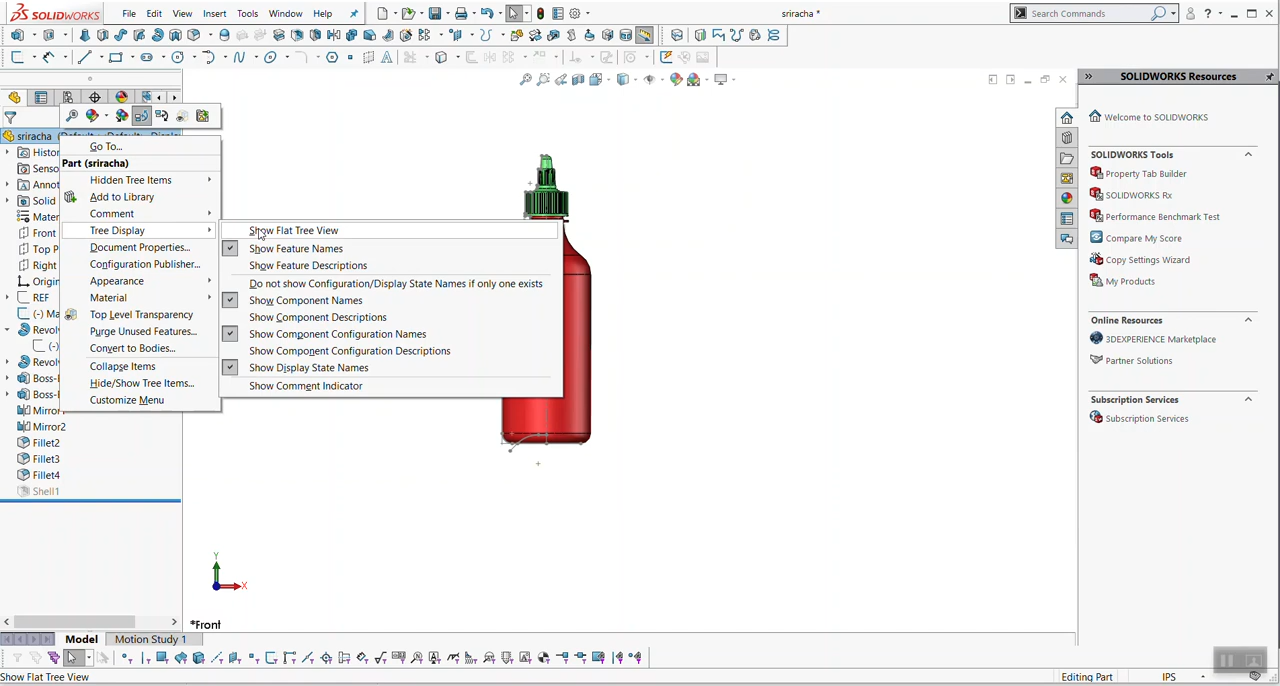 SOLIDWORKS
File Edit View Insert Tools Window Help
sriracha *
Search Commands
sriracha
Go To...
Part (sriracha)
Hidden Tree Items
Add to Library
Comment
Tree Display
Document Properties...
Configuration Publisher...
Appearance
Material
Top Level Transparency
Purge Unused Features...
Convert to Bodies...
Collapse Items
Hide/Show Tree Items...
Customize Menu
Show Flat Tree View
Show Feature Names
Show Feature Descriptions
Do not show Configuration/Display State Names if only one exists
Show Component Names
Show Component Descriptions
Show Component Configuration Names
Show Component Configuration Descriptions
Show Display State Names
Show Comment Indicator
Histor
Senso
Annot
Solid
Mater
Front
Top P
Right
Origin
REF
(-) Ma
Revol
(-)
Revol
Boss-E
Boss-E
Mirror1
Mirror2
Fillet2
Fillet3
Fillet4
Shell1
Y
X
*Front
SOLIDWORKS Resources
Welcome to SOLIDWORKS
SOLIDWORKS Tools
Property Tab Builder
SOLIDWORKS Rx
Performance Benchmark Test
Compare My Score
Copy Settings Wizard
My Products
Online Resources
3DEXPERIENCE Marketplace
Partner Solutions
Subscription Services
Subscription Services
Model Motion Study 1
Show Flat Tree View
Editing Part
IPS